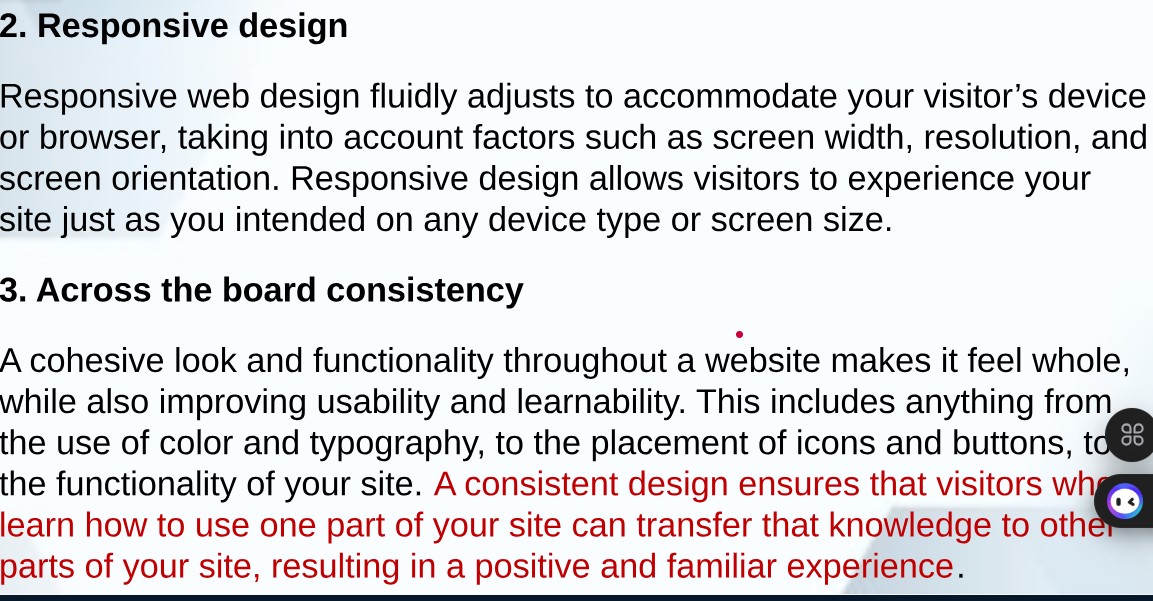 2. Responsive design
Responsive web design fluidly adjusts to accommodate your visitor’s device
or browser, taking into account factors such as screen width, resolution, and
screen orientation. Responsive design allows visitors to experience your
site just as you intended on any device type or screen size.
3. Across the board consistency
A cohesive look and functionality throughout a website makes it feel whole,
while also improving usability and learnability. This includes anything from
the use of color and typography, to the placement of icons and buttons, to
the functionality of your site. A consistent design ensures that visitors who
learn how to use one part of your site can transfer that knowledge to other
parts of your site, resulting in a positive and familiar experience.